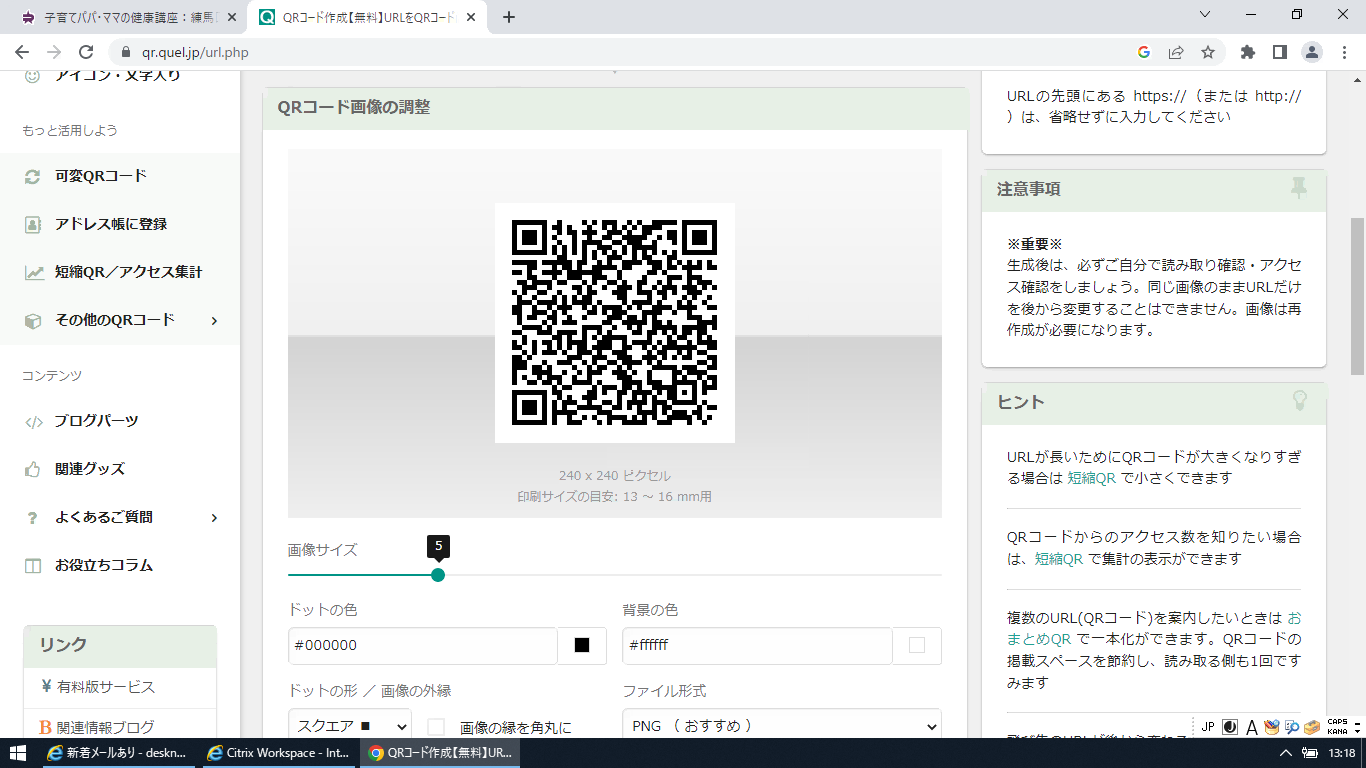 子育てパパ・ママの健康講座：練馬
QRコード作成【無料】URLをQRコード
qr.quel.jp/url.php
アイコン・文字入り
もっと活用しよう
可変QRコード
アドレス帳に登録
短縮QR／アクセス集計
その他のQRコード
コンテンツ
ブログパーツ
関連グッズ
よくあるご質問
お役立ちコラム
リンク
¥ 有料版サービス
B 関連情報ブログ
QRコード画像の調整
240 x 240 ピクセル
印刷サイズの目安: 13 ～ 16 mm用
画像サイズ
5
ドットの色
#000000
背景の色
#ffffff
ドットの形 ／ 画像の外縁
スクエア ■
画像の縁を角丸に
ファイル形式
PNG （ おすすめ ）
URLの先頭にある https://（または http://
）は、省略せずに入力してください
注意事項
※重要※
生成後は、必ずご自分で読み取り確認・アクセ
ス確認をしましょう。同じ画像のままURLだけ
を後から変更することはできません。画像は再
作成が必要になります。
ヒント
URLが長いためにQRコードが大きくなりすぎ
る場合は 短縮QR で小さくできます
QRコードからのアクセス数を知りたい場合
は、短縮QR で集計の表示ができます
複数のURL(QRコード)を案内したいときは お
まとめQR で一本化ができます。QRコードの
掲載スペースを節約し、読み取る側も1回です
みます
JP
A
CAPS
KANA
新着メールあり - deskn...
Citrix Workspace - Int...
QRコード作成【無料】UR...
13:18